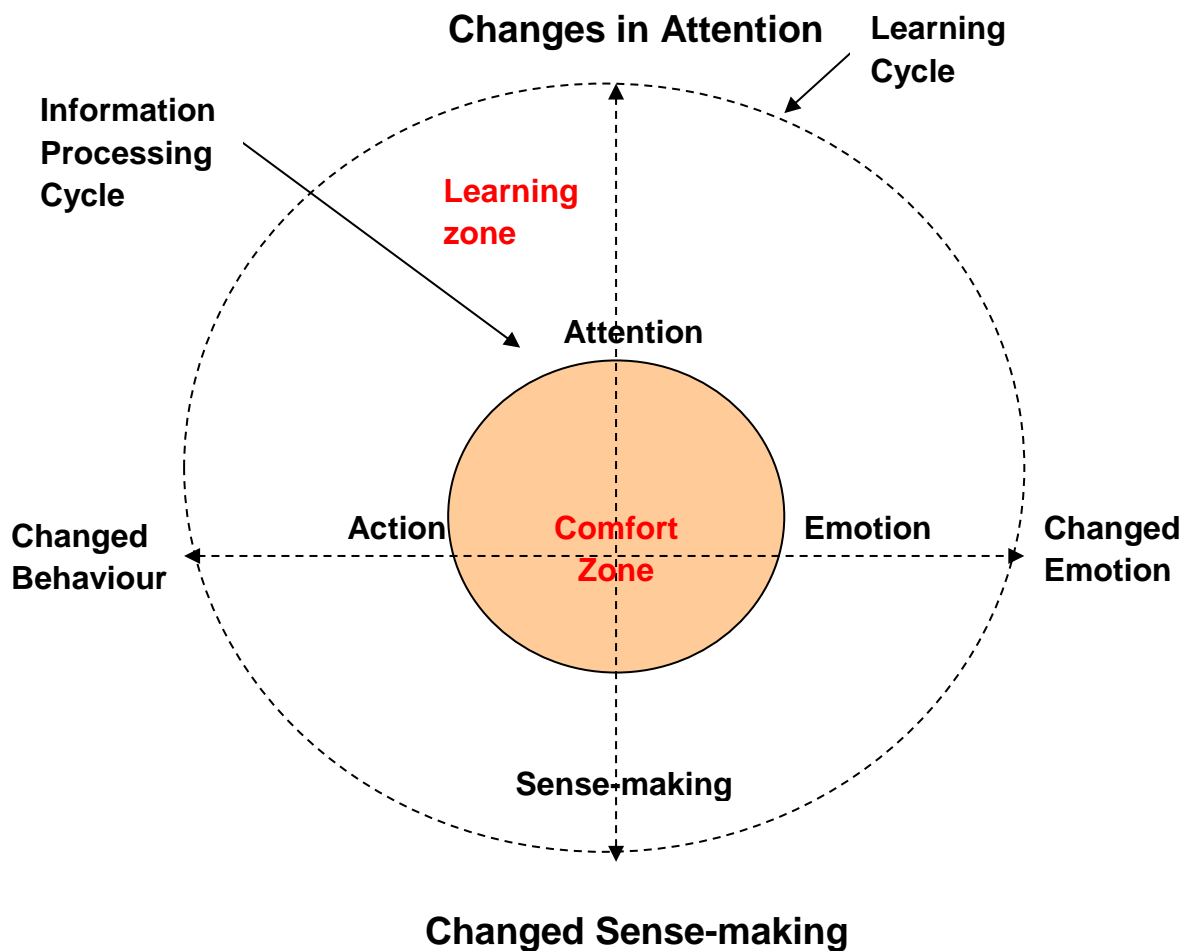 Changes in Attention
Learning
Cycle
Information
Processing
Cycle
Learning
zone
Attention
Action
Comfort
Zone
Emotion
Changed
Behaviour
Changed
Emotion
Sense-making
Changed Sense-making